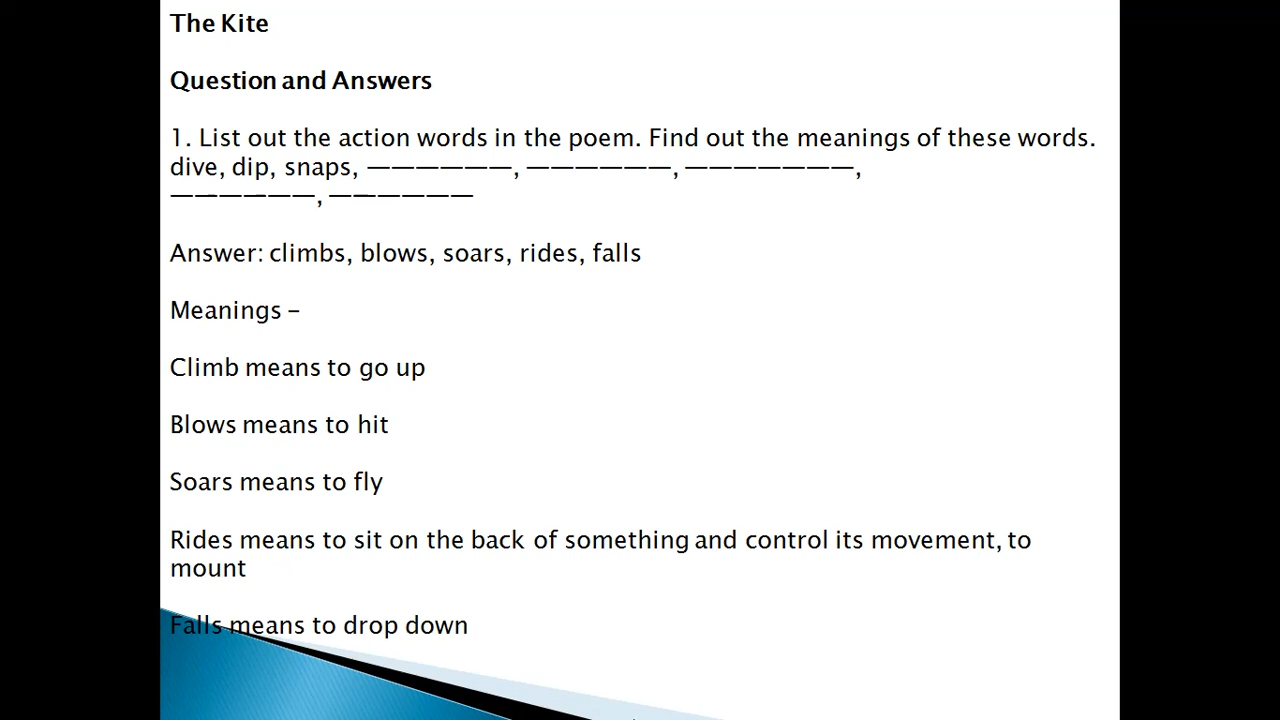 The Kite
Question and Answers
1. List out the action words in the poem. Find out the meanings of these words.
dive, dip, snaps, ——————, ——————, ———————,
——————, ——————
Answer: climbs, blows, soars, rides, falls
Meanings –
Climb means to go up
Blows means to hit
Soars means to fly
Rides means to sit on the back of something and control its movement, to
mount
Falls means to drop down